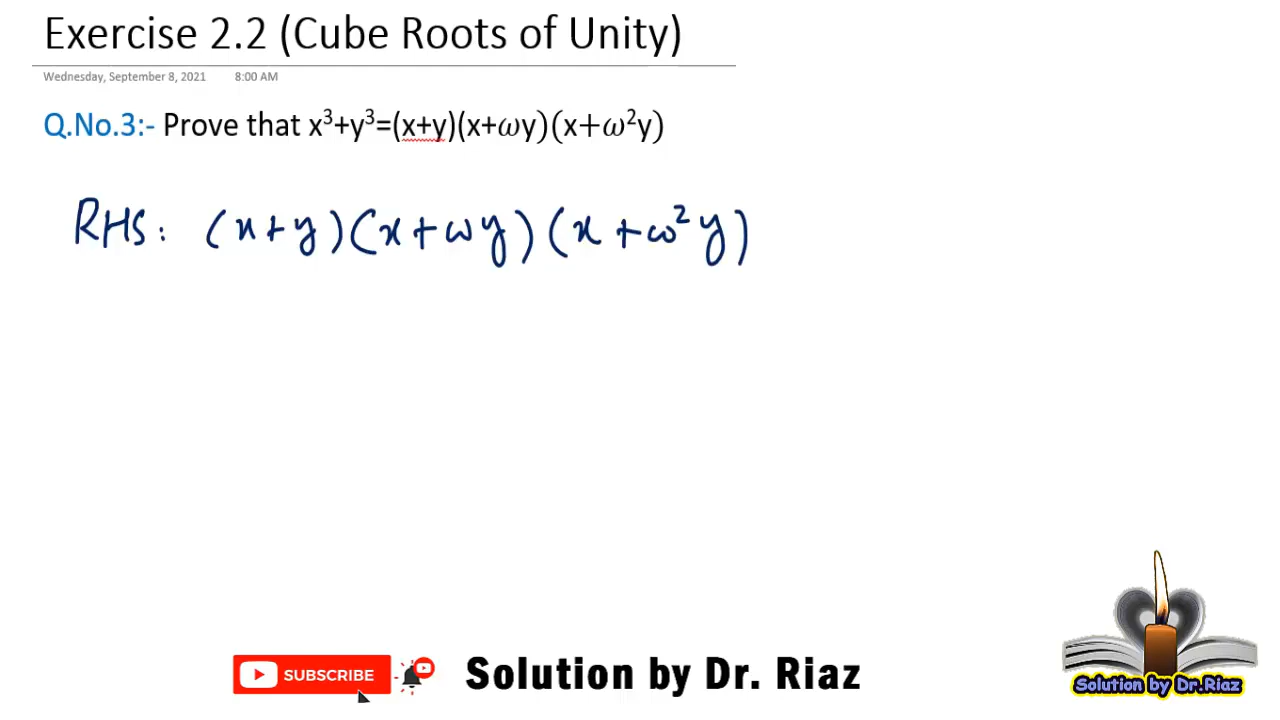 Exercise 2.2 (Cube Roots of Unity)
Wednesday, September 8, 2021 8:00 AM
Q.No.3:- Prove that x³+y³=(x+y)(x+ωy)(x+ω²y)
RHS: (x+y)(x+ωy)(x+ω²y)
SUBSCRIBE
Solution by Dr. Riaz
Solution by Dr.Riaz